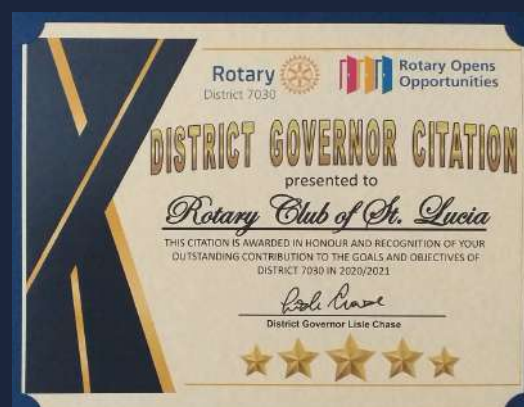 Rotary
District 7030
Rotary Opens
Opportunities
DISTRICT GOVERNOR CITATION
presented to
Rotary Club of St. Lucia
THIS CITATION IS AWARDED IN HONOUR AND RECOGNITION OF YOUR
OUTSTANDING CONTRIBUTION TO THE GOALS AND OBJECTIVES OF
DISTRICT 7030 IN 2020/2021
Lisle Chase
District Governor Lisle Chase